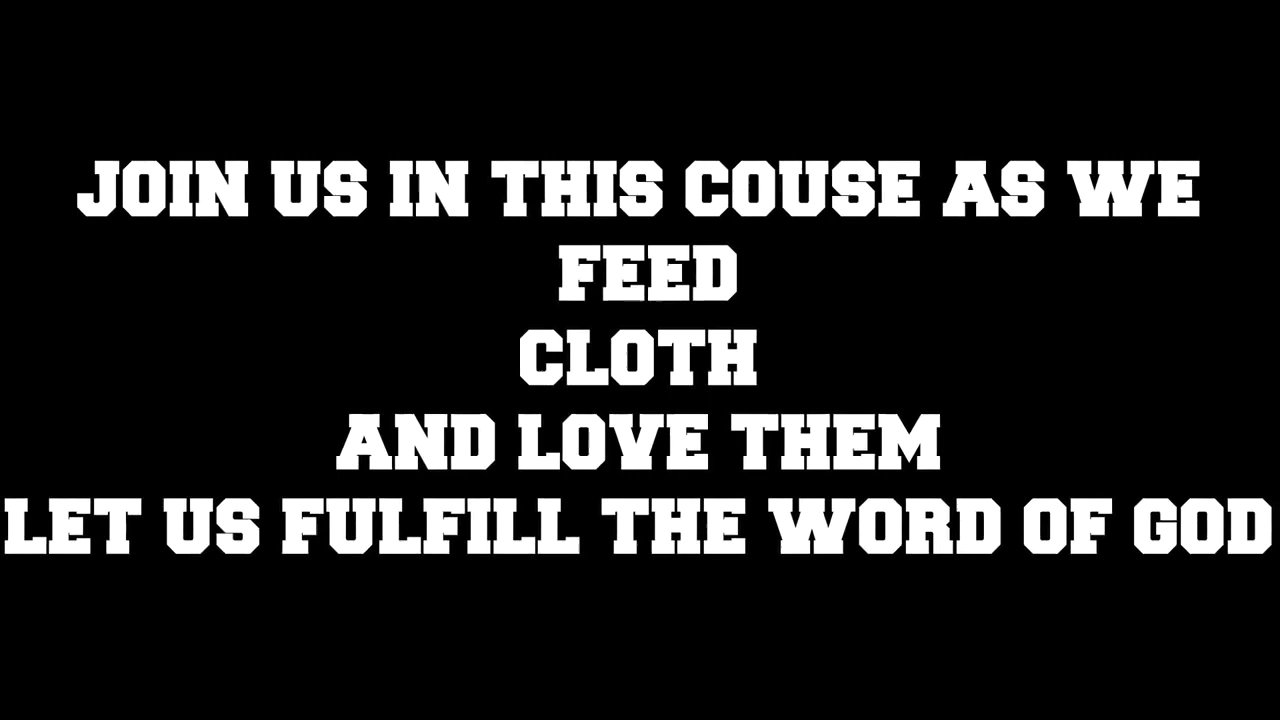 JOIN US IN THIS COUSE AS WE
FEED
CLOTH
AND LOVE THEM
LET US FULFILL THE WORD OF GOD